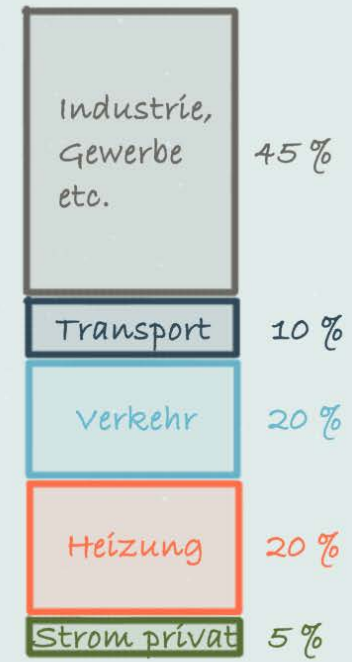 Industrie,
Gewerbe
etc.
45 %
Transport
10 %
Verkehr
20 %
Heizung
20 %
Strom privat
5 %